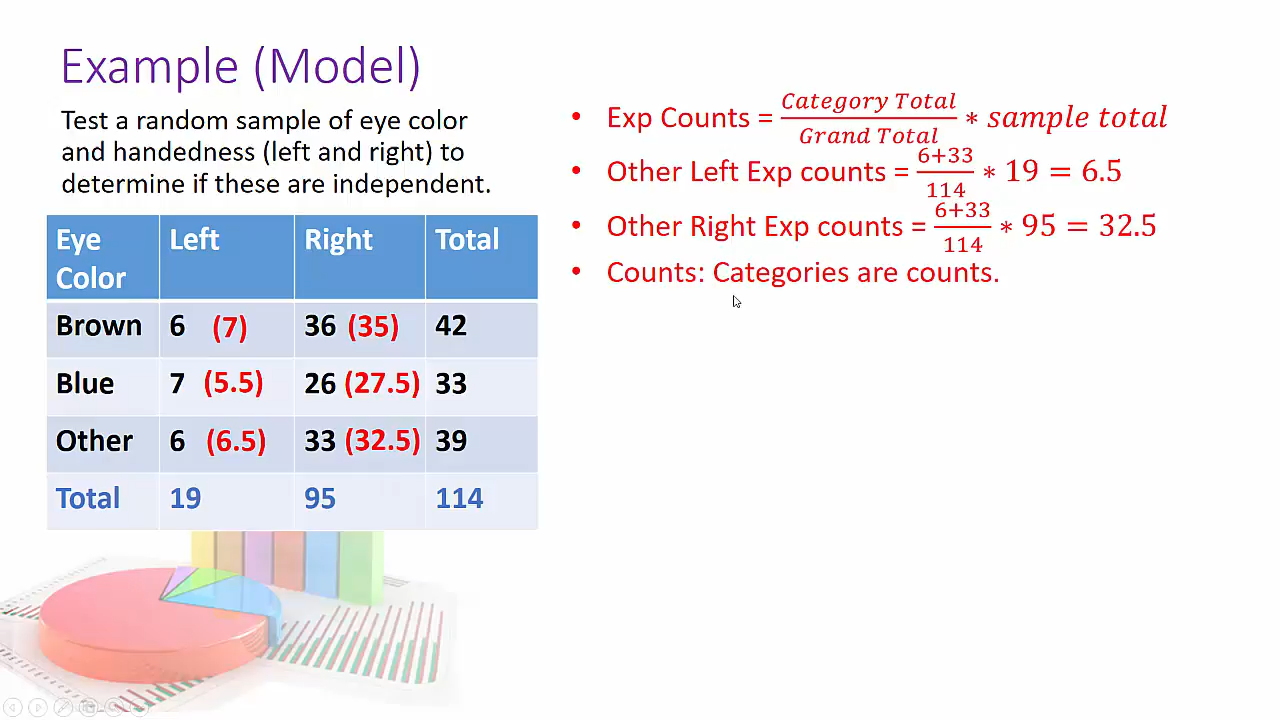 Example (Model)
Test a random sample of eye color
and handedness (left and right) to
determine if these are independent.
Eye Color Left Right Total
Brown 6 (7) 36 (35) 42
Blue 7 (5.5) 26 (27.5) 33
Other 6 (6.5) 33 (32.5) 39
Total 19 95 114
• Exp Counts = Category Total / Grand Total * sample total
• Other Left Exp counts = 6+33 / 114 * 19 = 6.5
• Other Right Exp counts = 6+33 / 114 * 95 = 32.5
• Counts: Categories are counts.